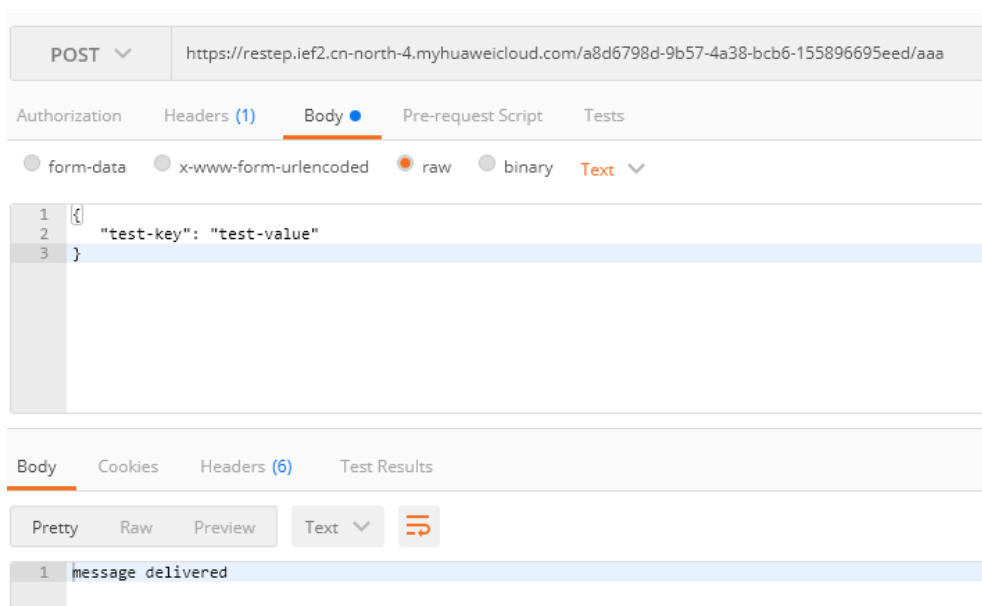 POST https://restep.ief2.cn-north-4.myhuaweicloud.com/a8d6798d-9b57-4a38-bcb6-155896695eed/aaa
Authorization Headers (1) Body Pre-request Script Tests
form-data x-www-form-urlencoded raw binary Text
1 {
2 "test-key": "test-value"
3 }
Body Cookies Headers (6) Test Results
Pretty Raw Preview Text
1 message delivered